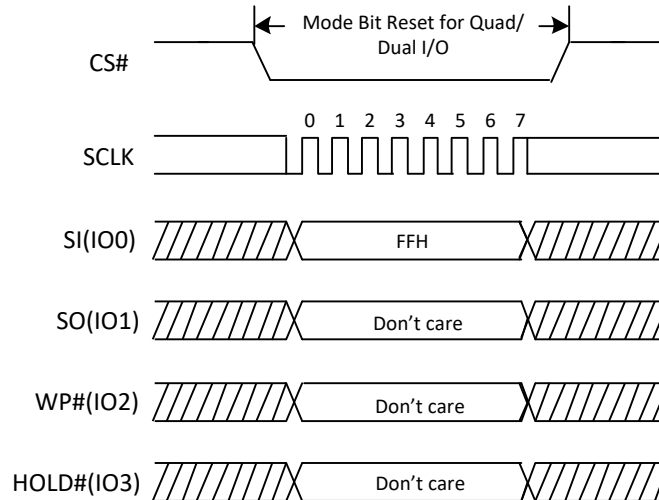 Mode Bit Reset for Quad/
Dual I/O
CS#
0 1 2 3 4 5 6 7
SCLK
SI(IO0)
FFH
SO(IO1)
Don't care
WP#(IO2)
Don't care
HOLD#(IO3)
Don't care